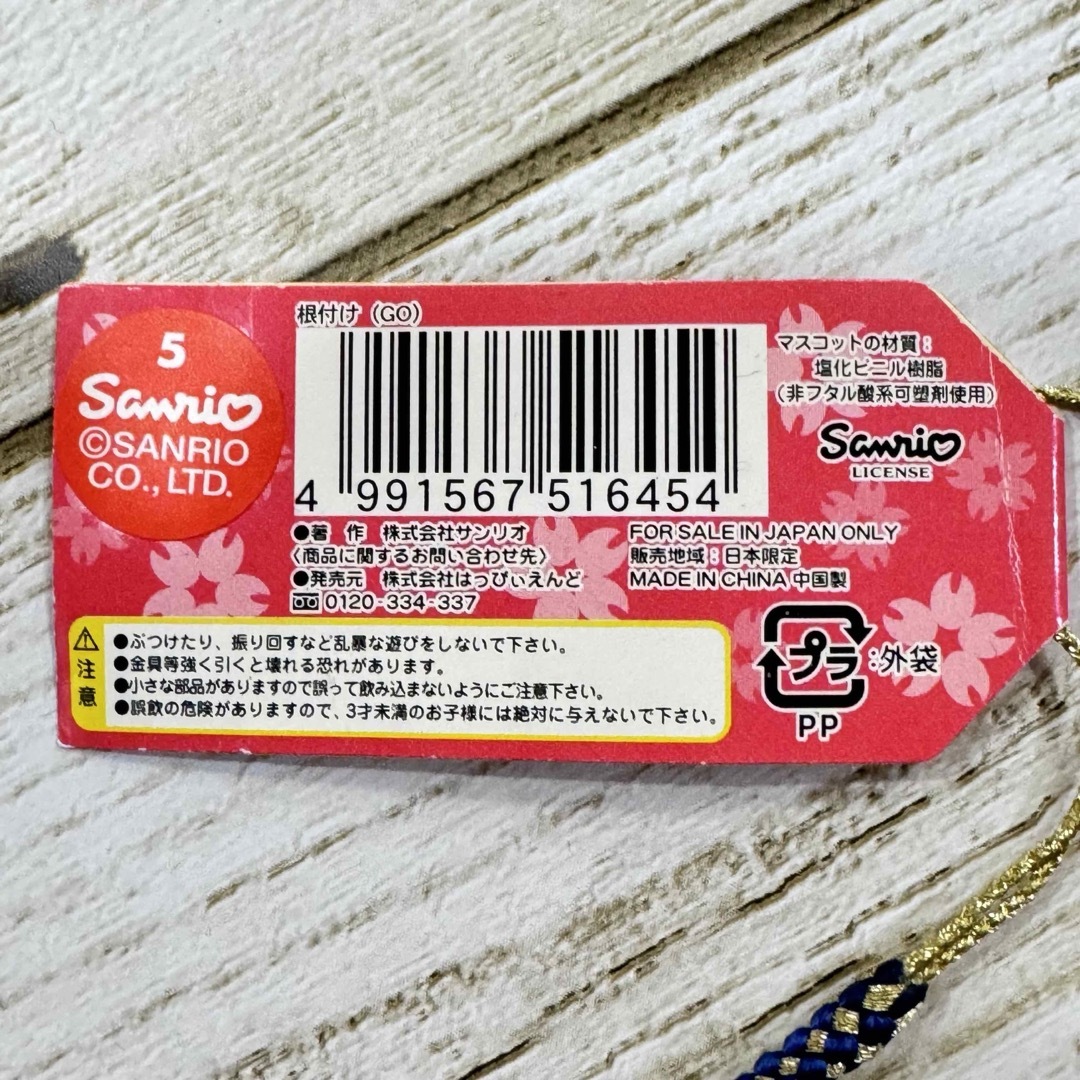 5
Sanrio
©SANRIO
CO., LTD.
根付け (GO)
4 991567 516454
マスコットの材質：
塩化ビニル樹脂
（非フタル酸系可塑剤使用）
Sanrio
LICENSE
●著 作 株式会社サンリオ
〈商品に関するお問い合わせ先〉
●発売元 株式会社はっぴぃえんど
0120-334-337
FOR SALE IN JAPAN ONLY
販売地域：日本限定
MADE IN CHINA 中国製
注意
●ぶつけたり、振り回すなど乱暴な遊びをしないで下さい。
●金具等強く引くと壊れる恐れがあります。
●小さな部品がありますので誤って飲み込まないようにご注意下さい。
●誤飲の危険がありますので、3才未満のお子様には絶対に与えないで下さい。
プラ：外袋
PP